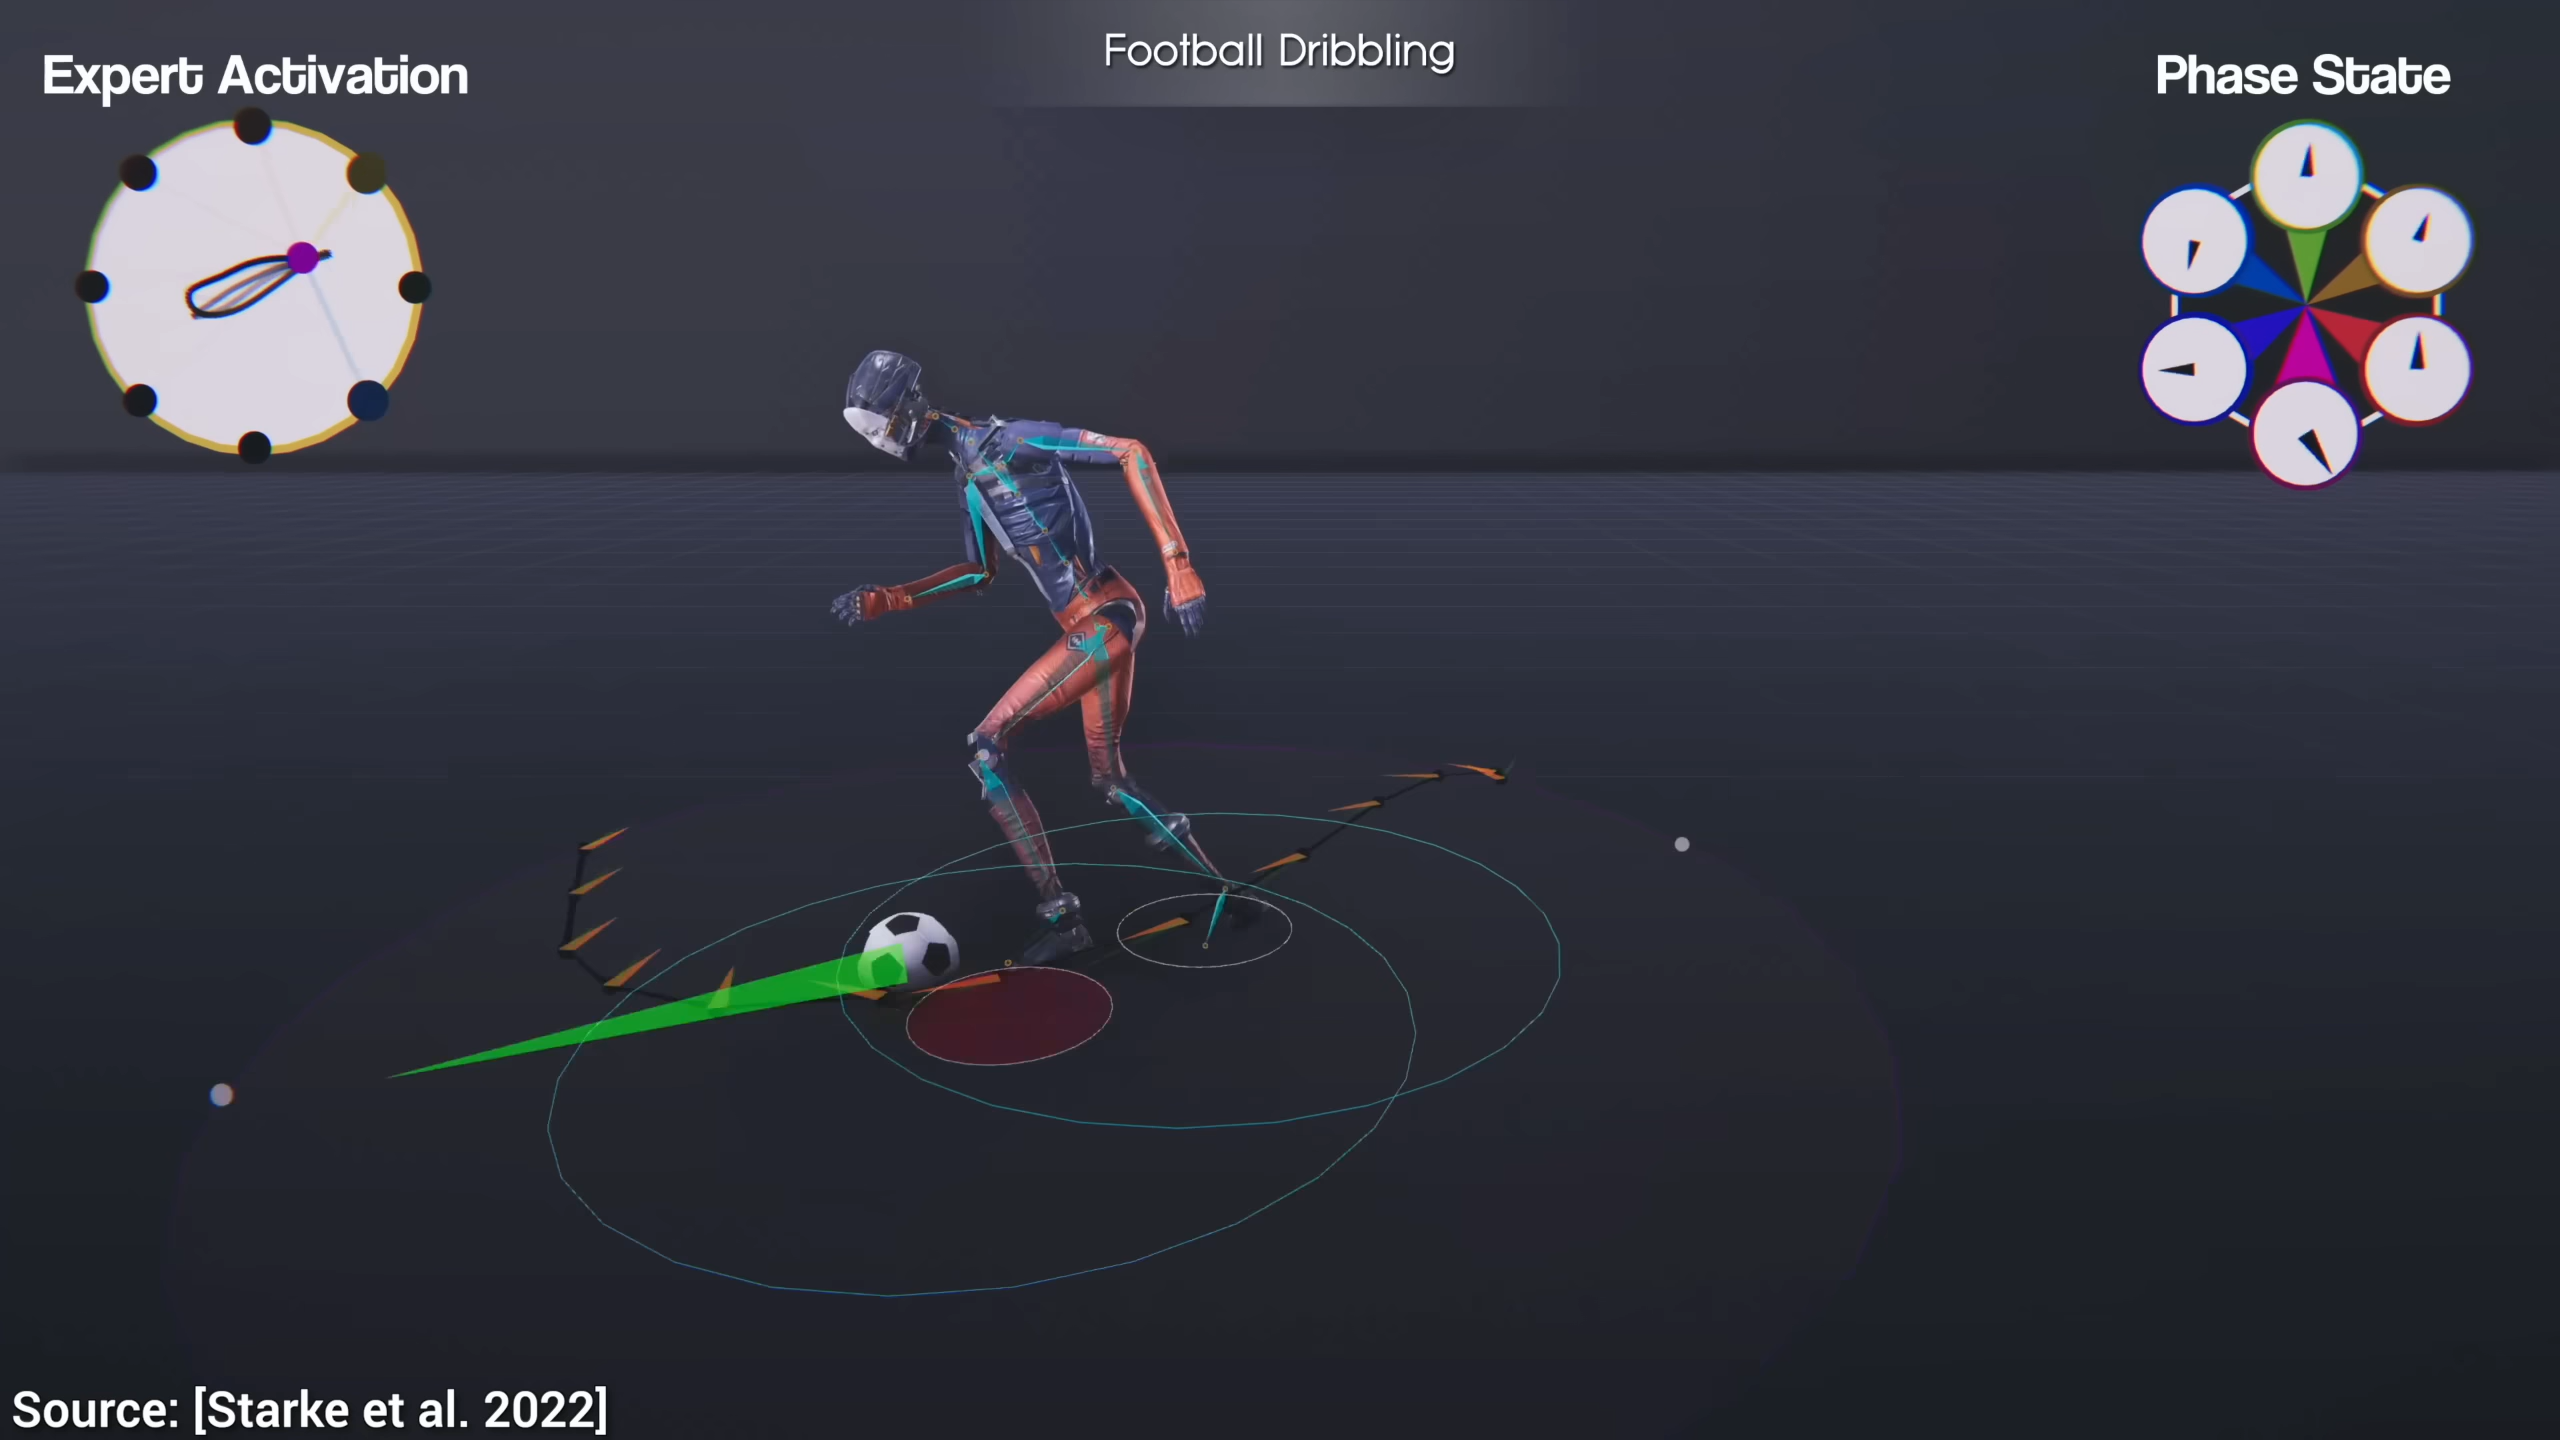 Football Dribbling
Expert Activation
Phase State
Source: [Starke et al. 2022]